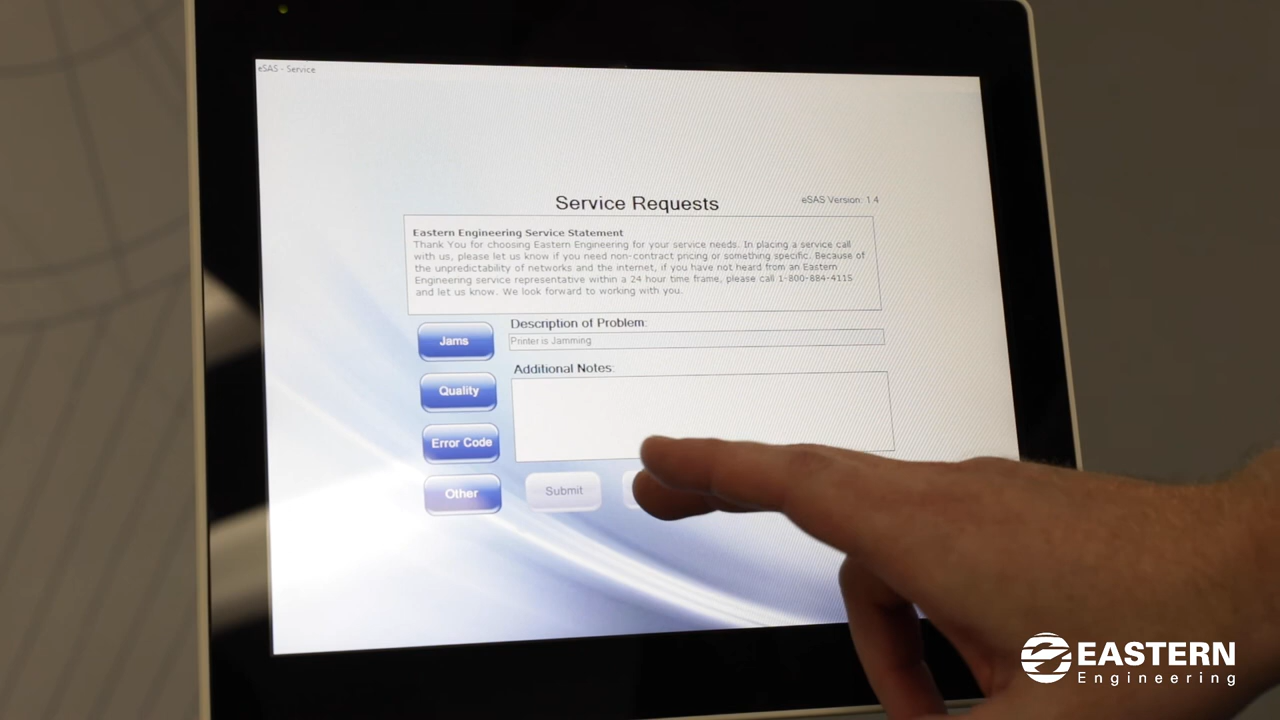 eSAS - Service
Service Requests
eSAS Version: 1.4
Eastern Engineering Service Statement
Thank You for choosing Eastern Engineering for your service needs. In placing a service call
with us, please let us know if you need non-contract pricing or something specific. Because of
the unpredictability of networks and the internet, if you have not heard from an Eastern
Engineering service representative within a 24 hour time frame, please call 1-800-884-4115
and let us know. We look forward to working with you.
Jams
Description of Problem:
Printer is Jamming
Quality
Additional Notes:
Error Code
Other
Submit
EASTERN
Engineering